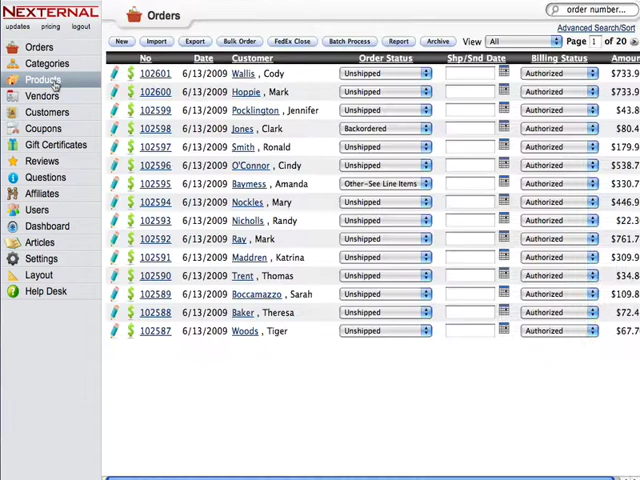 NEXTERNAL
updates pricing logout
Orders
Categories
Products
Vendors
Customers
Coupons
Gift Certificates
Reviews
Questions
Affiliates
Users
Dashboard
Articles
Settings
Layout
Help Desk
Orders
order number...
Advanced Search/Sort
New Import Export Bulk Order FedEx Close Batch Process Report Archive View All Page 1 of 20
No Date Customer Order Status Shp/Snd Date Billing Status Amoun
102601 6/13/2009 Wallis , Cody Unshipped Authorized $733.9
102600 6/13/2009 Hoppie , Mark Unshipped Authorized $733.9
102599 6/13/2009 Pocklington , Jennifer Unshipped Authorized $109.8
102598 6/13/2009 Jones , Clark Backordered Authorized $80.4
102597 6/13/2009 Smith , Ronald Unshipped Authorized $179.9
102596 6/13/2009 O'Connor , Cindy Unshipped Authorized $538.7
102595 6/13/2009 Baymess , Amanda Other-See Line Items Authorized $330.7
102594 6/13/2009 Nockles , Mary Unshipped Authorized $446.9
102593 6/13/2009 Nicholls , Randy Unshipped Authorized $22.3
102592 6/13/2009 Ray , Mark Unshipped Authorized $761.7
102591 6/13/2009 Maddren , Katrina Unshipped Authorized $309.9
102590 6/13/2009 Trent , Thomas Unshipped Authorized $34.8
102589 6/13/2009 Boccamazzo , Sarah Unshipped Authorized $109.8
102588 6/13/2009 Baker , Theresa Unshipped Authorized $72.4
102587 6/13/2009 Woods , Tiger Unshipped Authorized $67.7